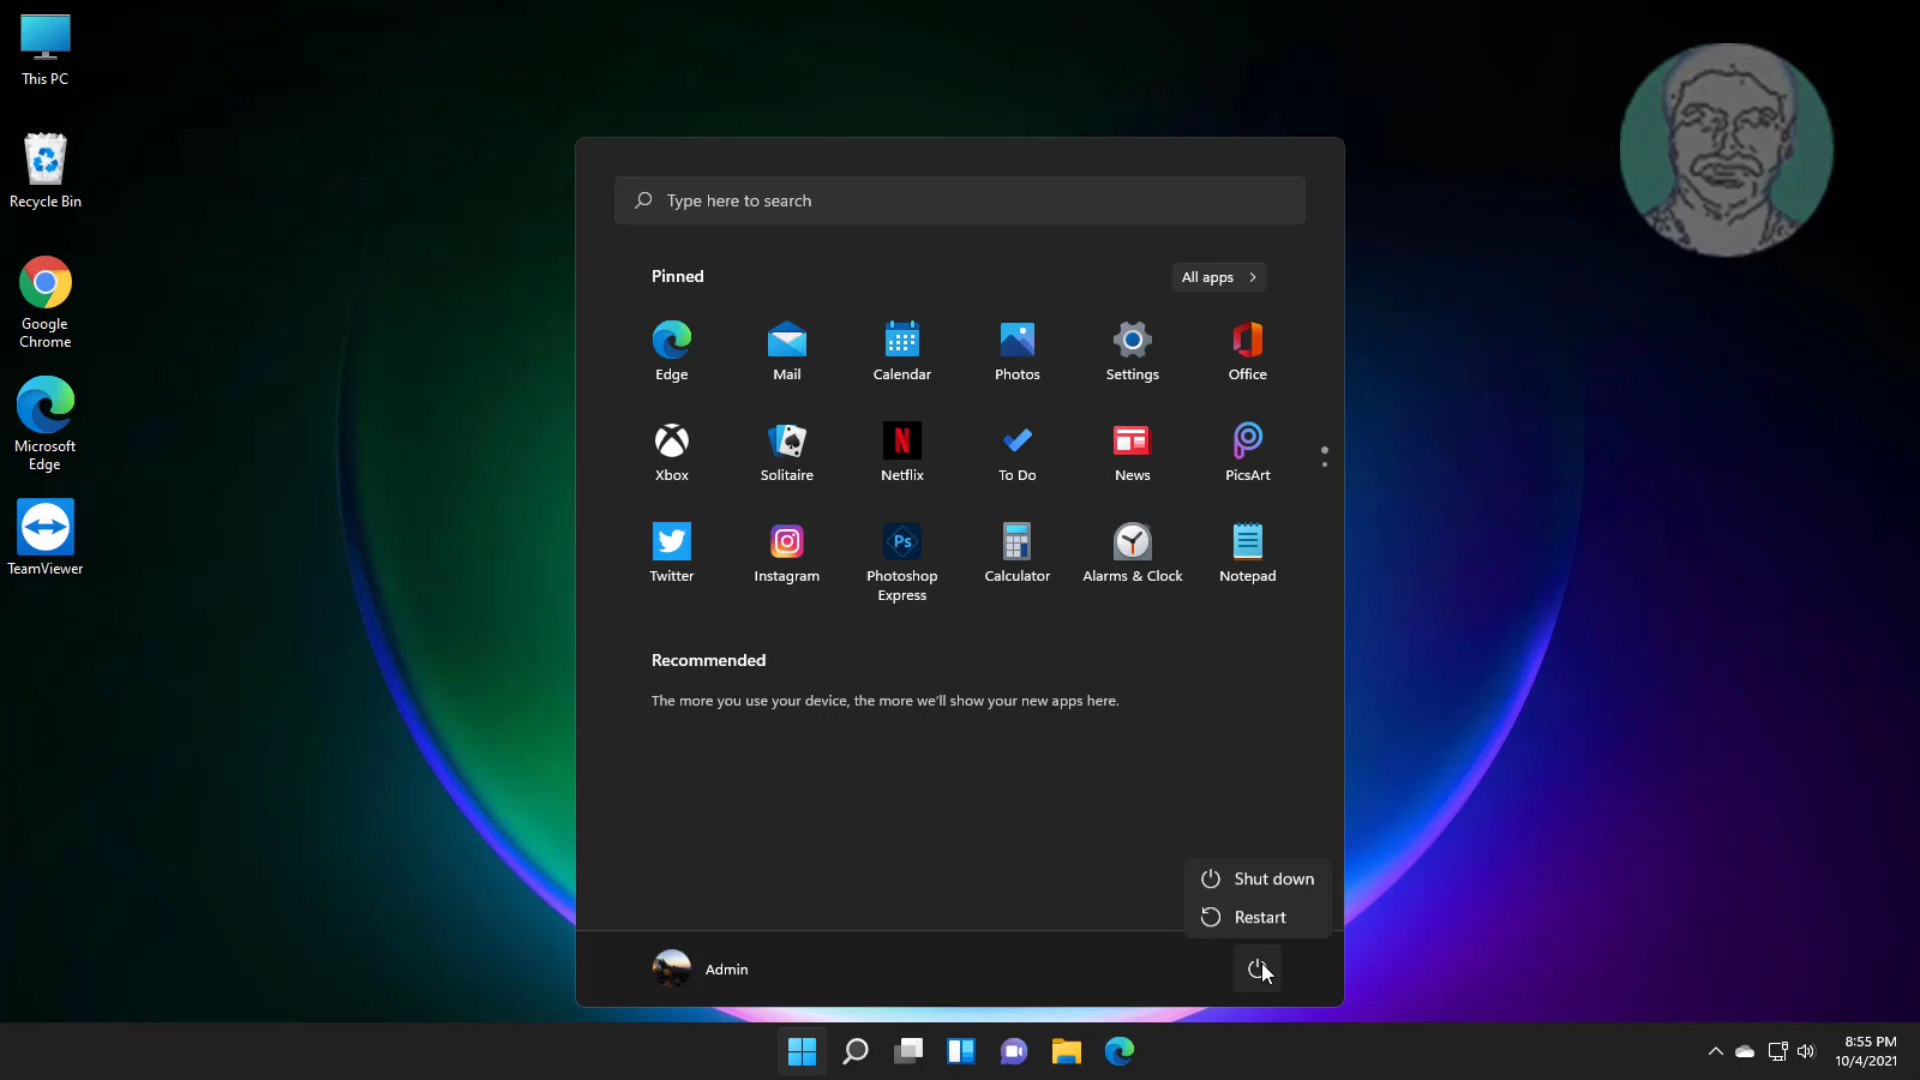 This PC
Recycle Bin
Google
Chrome
Microsoft
Edge
TeamViewer
Type here to search
Pinned
All apps
Edge
Mail
Calendar
Photos
Settings
Office
Xbox
Solitaire
Netflix
To Do
News
PicsArt
Twitter
Instagram
Ps
Photoshop
Express
Calculator
Alarms & Clock
Notepad
Recommended
The more you use your device, the more we'll show your new apps here.
Shut down
Restart
Admin
8:55 PM
10/4/2021